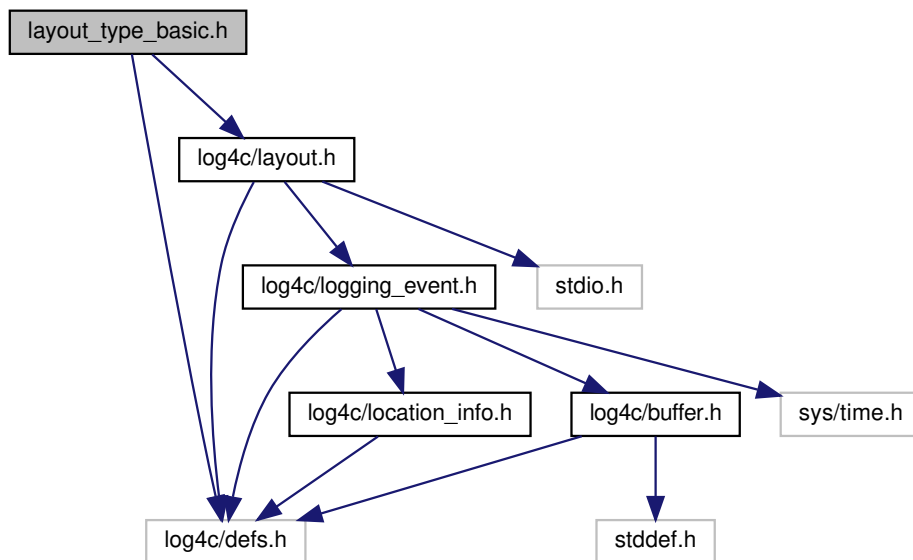 layout_type_basic.h
log4c/layout.h
log4c/logging_event.h
stdio.h
log4c/location_info.h
log4c/buffer.h
sys/time.h
log4c/defs.h
stddef.h